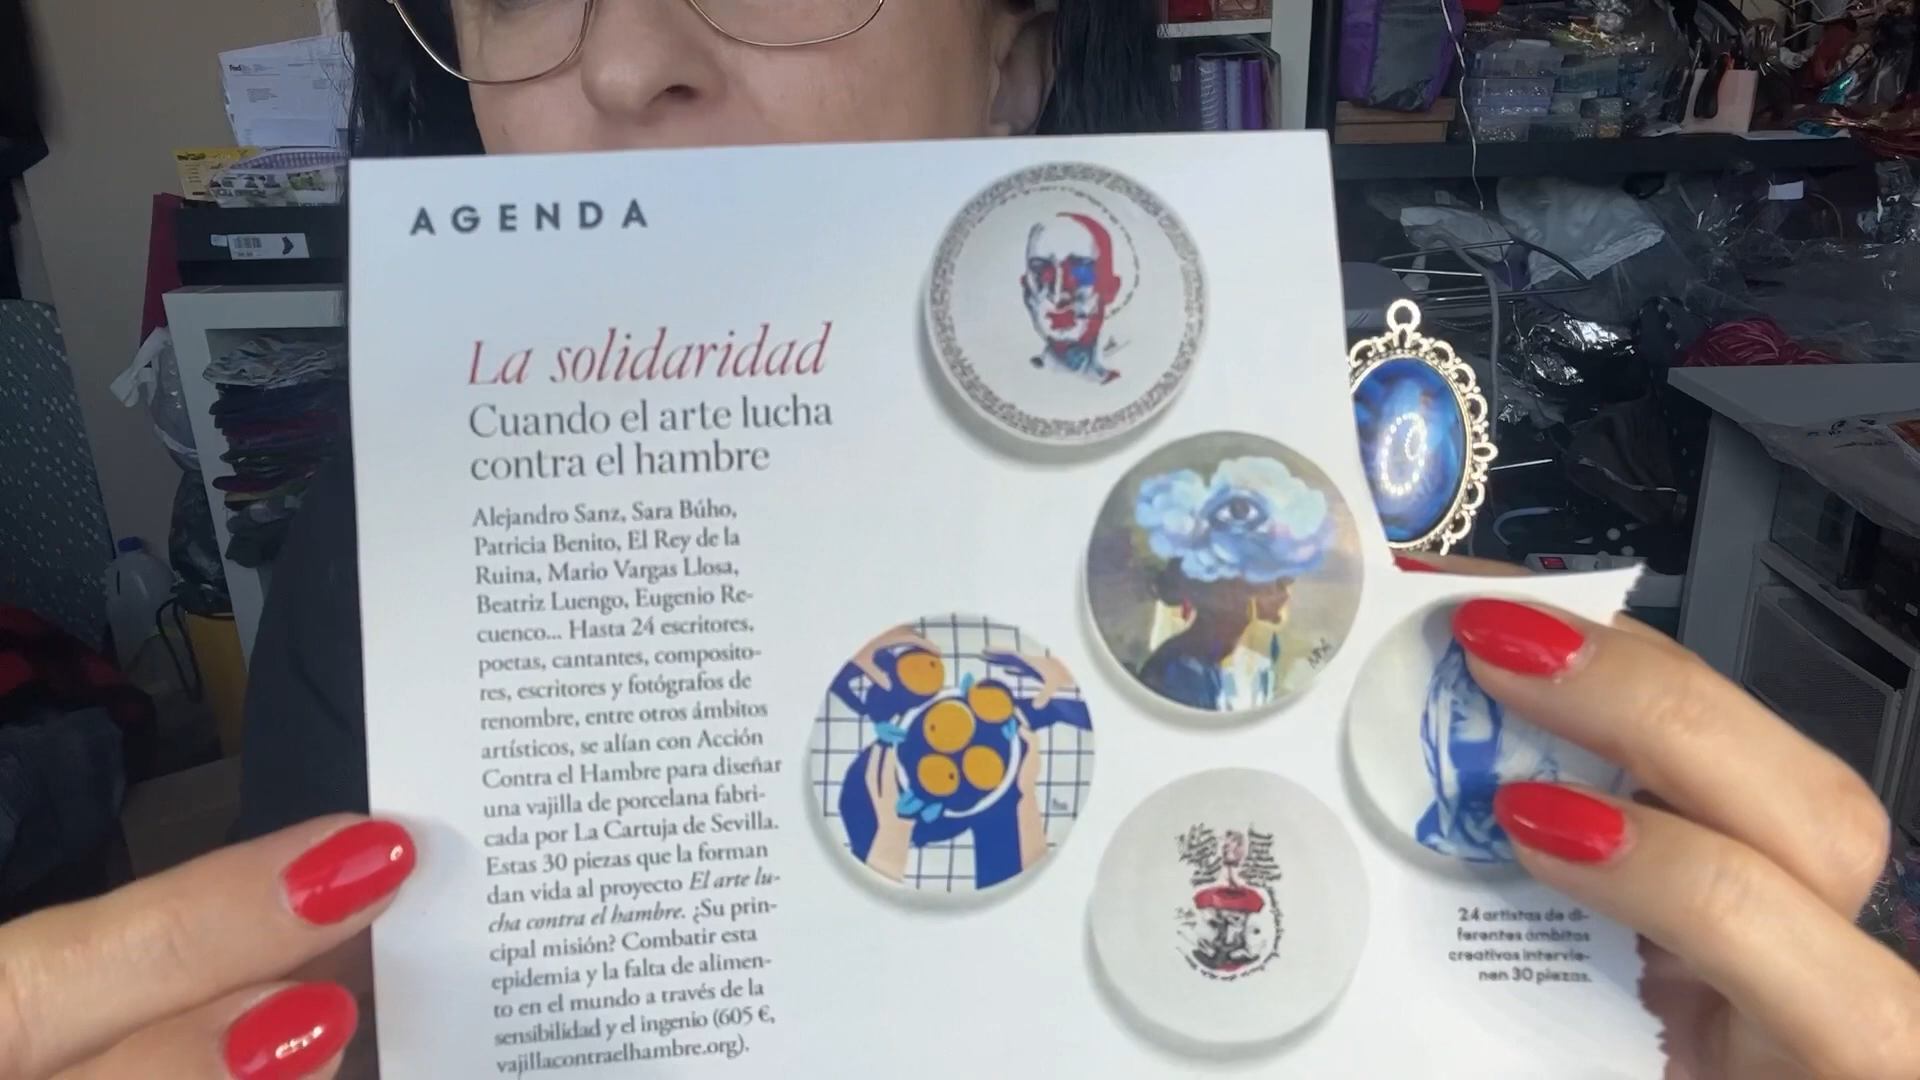 FedEx
AGENDA
La solidaridad
Cuando el arte lucha
contra el hambre
Alejandro Sanz, Sara Búho,
Patricia Benito, El Rey de la
Ruina, Mario Vargas Llosa,
Beatriz Luengo, Eugenio Re-
cuenco... Hasta 24 escritores,
poetas, cantantes, composito-
res, escritores y fotógrafos de
renombre, entre otros ámbitos
artísticos, se alían con Acción
Contra el Hambre para diseñar
una vajilla de porcelana fabri-
cada por La Cartuja de Sevilla.
Estas 30 piezas que la forman
dan vida al proyecto El arte lu-
cha contra el hambre. ¿Su prin-
cipal misión? Combatir esta
epidemia y la falta de alimen-
to en el mundo a través de la
sensibilidad y el ingenio (605 €,
vajillacontraelhambre.org).
24 artistas de di-
ferentes ámbitos
creativos intervie-
nen 30 piezas.